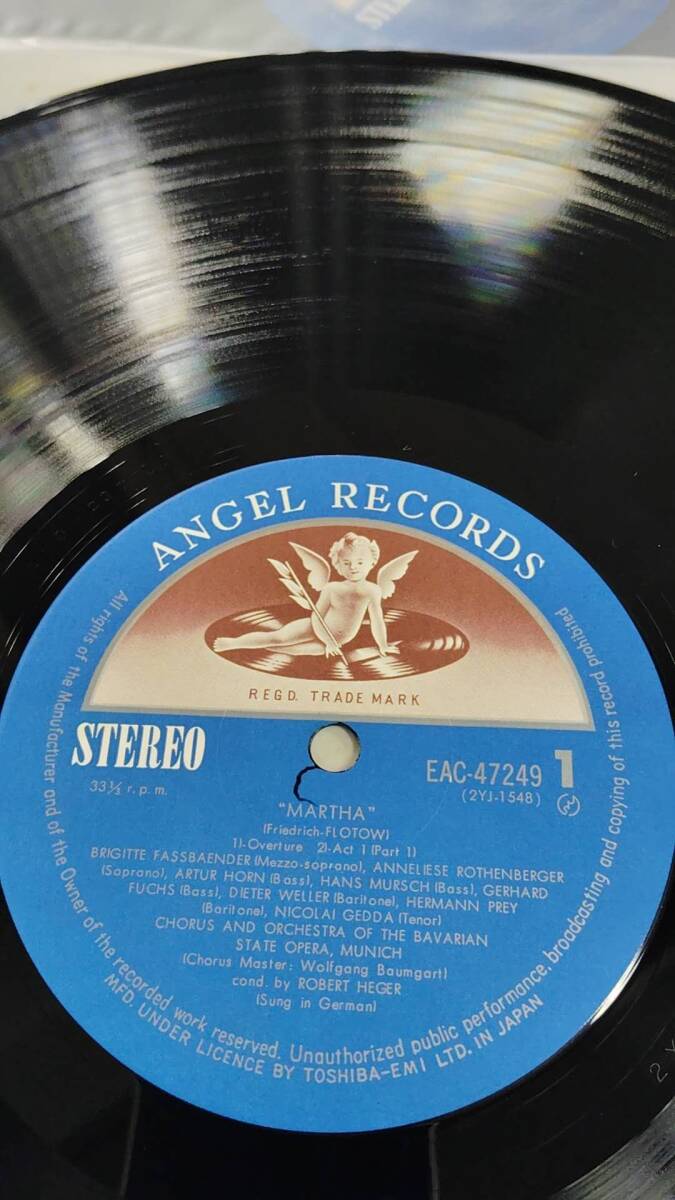 STEREO
ANGEL RECORDS
REGD. TRADE MARK
STEREO
33⅓ r.p.m.
EAC-47249 1
(2YJ-1548)
"MARTHA"
(Friedrich-FLOTOW)
1)-Overture 2)-Act 1 (Part 1)
BRIGITTE FASSBAENDER (Mezzo-soprano), ANNELIESE ROTHENBERGER
(Soprano), ARTUR HORN (Bass), HANS MURSCH (Bass), GERHARD
FUCHS (Bass), DIETER WELLER (Baritone), HERMANN PREY
(Baritone), NICOLAI GEDDA (Tenor)
CHORUS AND ORCHESTRA OF THE BAVARIAN
STATE OPERA, MUNICH
(Chorus Master: Wolfgang Baumgart)
cond. by ROBERT HEGER
(Sung in German)
All rights of the Manufacturer and of the Owner of the recorded work reserved. Unauthorized public performance, broadcasting and copying of this record prohibited
MFD. UNDER LICENCE BY TOSHIBA-EMI LTD. IN JAPAN
2 Y